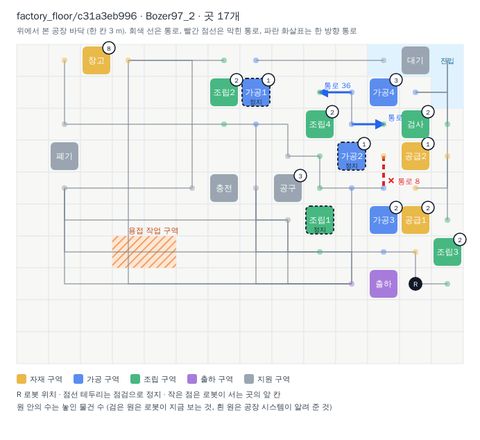 factory_floor/c31a3eb996 · Bozer97_2 · 곳 17개
위에서 본 공장 바닥 (한 칸 3 m). 회색 선은 통로, 빨간 점선은 막힌 통로, 파란 화살표는 한 방향 통로
창고 8
대기
진입
조립2 2
가공1 1
정지
통로 36
가공4 3
조립4 2
통로
검사 2
폐기
가공2 1
정지
공급2 1
통로 8
충전
공구 3
조립1 1
정지
가공3 2
공급1 2
용접 작업 구역
조립3 2
출하
R
자재 구역
가공 구역
조립 구역
출하 구역
지원 구역
R 로봇 위치 · 점선 테두리는 점검으로 정지 · 작은 점은 로봇이 서는 곳의 앞 칸
원 안의 수는 놓인 물건 수 (검은 원은 로봇이 지금 보는 것, 흰 원은 공장 시스템이 알려 준 것)